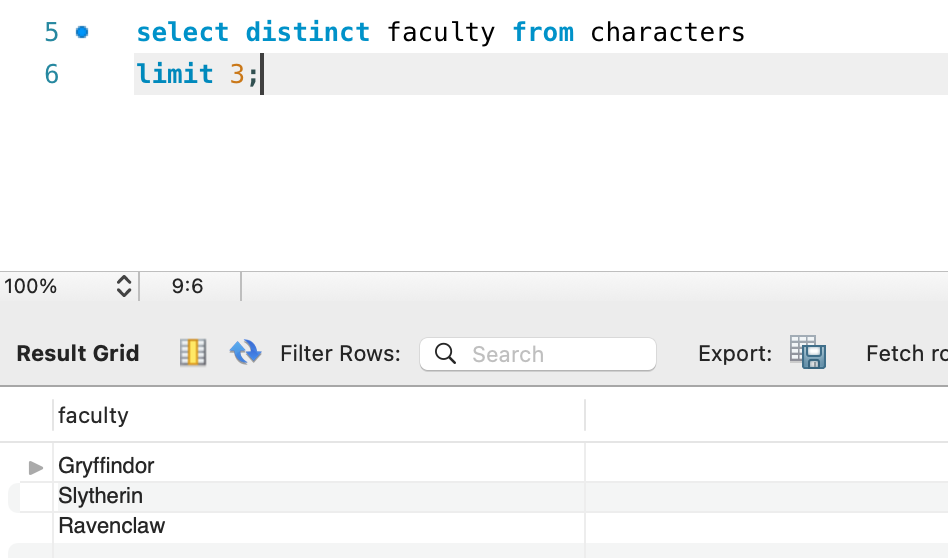 5 select distinct faculty from characters
6 limit 3;
100% 9:6
Result Grid Filter Rows: Search Export: Fetch ro
faculty
Gryffindor
Slytherin
Ravenclaw